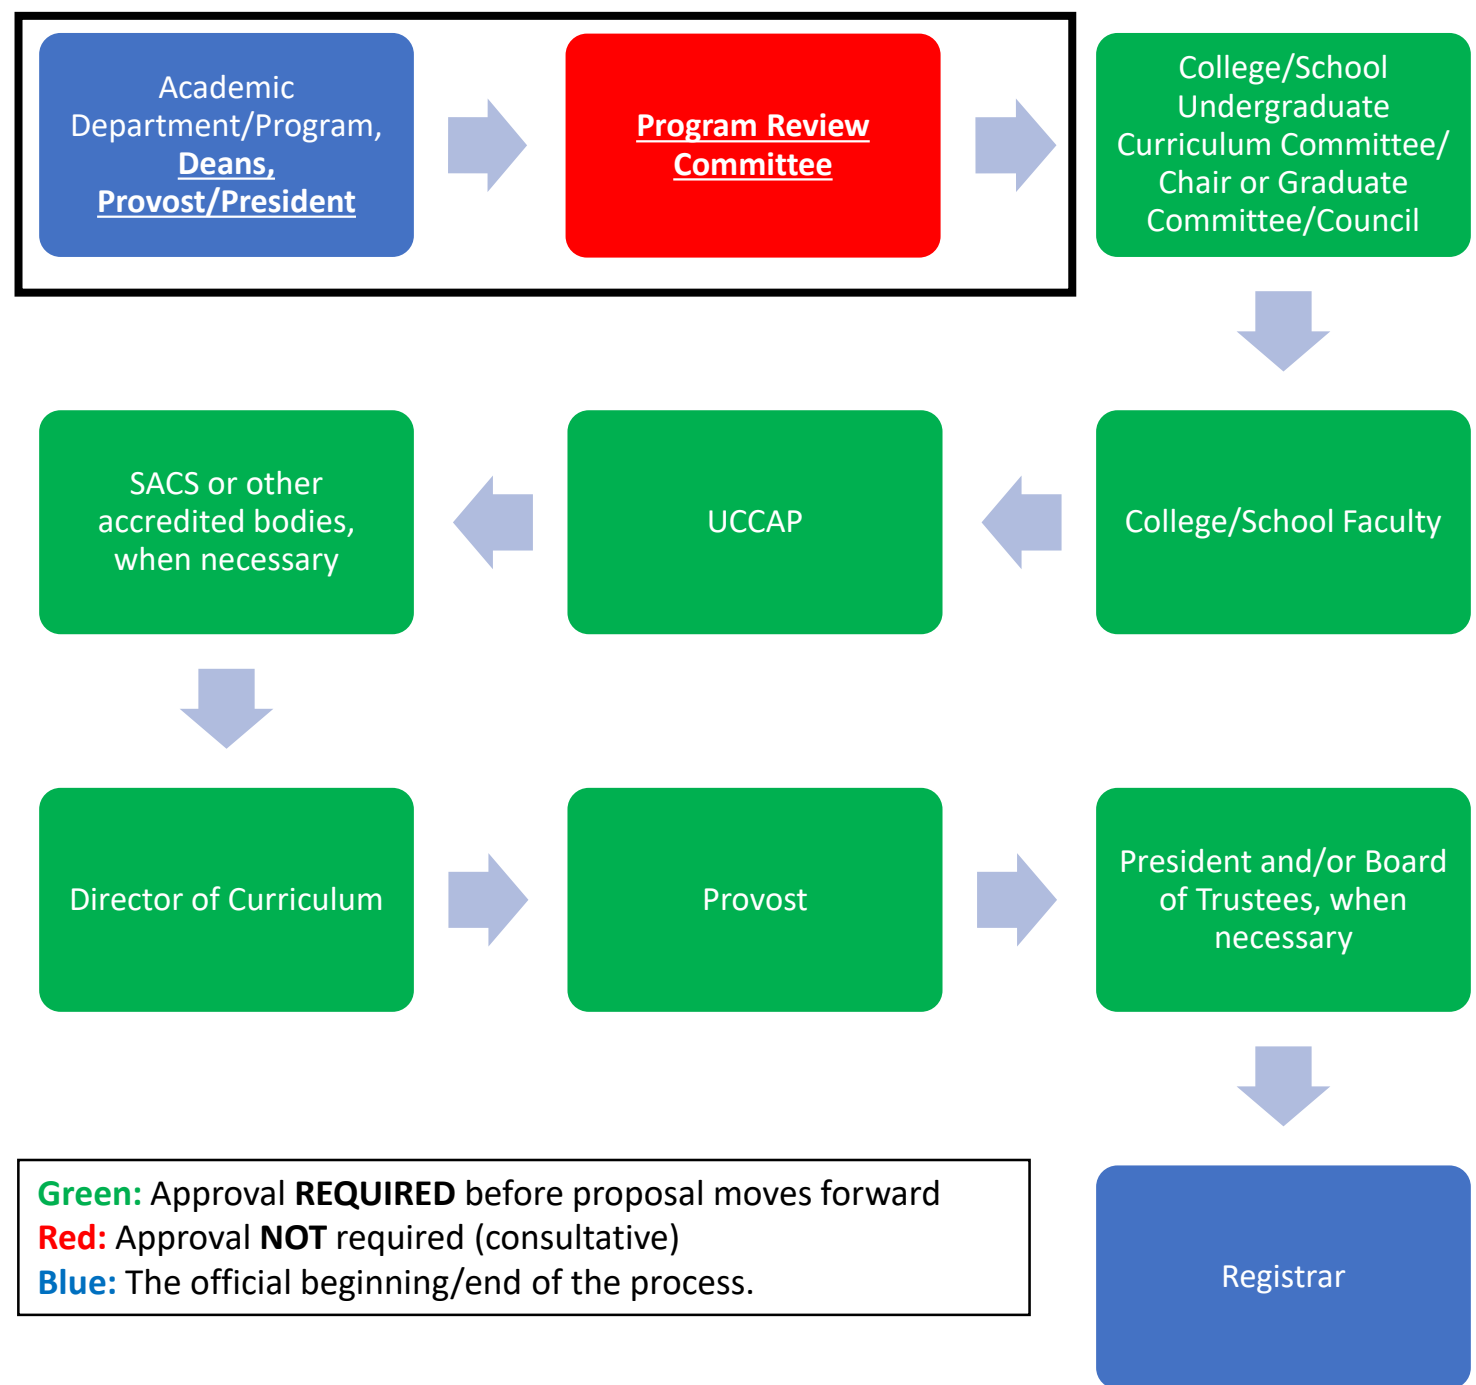 Academic
Department/Program,
Deans,
Provost/President
Program Review
Committee
College/School
Undergraduate
Curriculum Committee/
Chair or Graduate
Committee/Council
College/School Faculty
UCCAP
SACS or other
accredited bodies,
when necessary
Director of Curriculum
Provost
President and/or Board
of Trustees, when
necessary
Registrar
Green: Approval REQUIRED before proposal moves forward
Red: Approval NOT required (consultative)
Blue: The official beginning/end of the process.